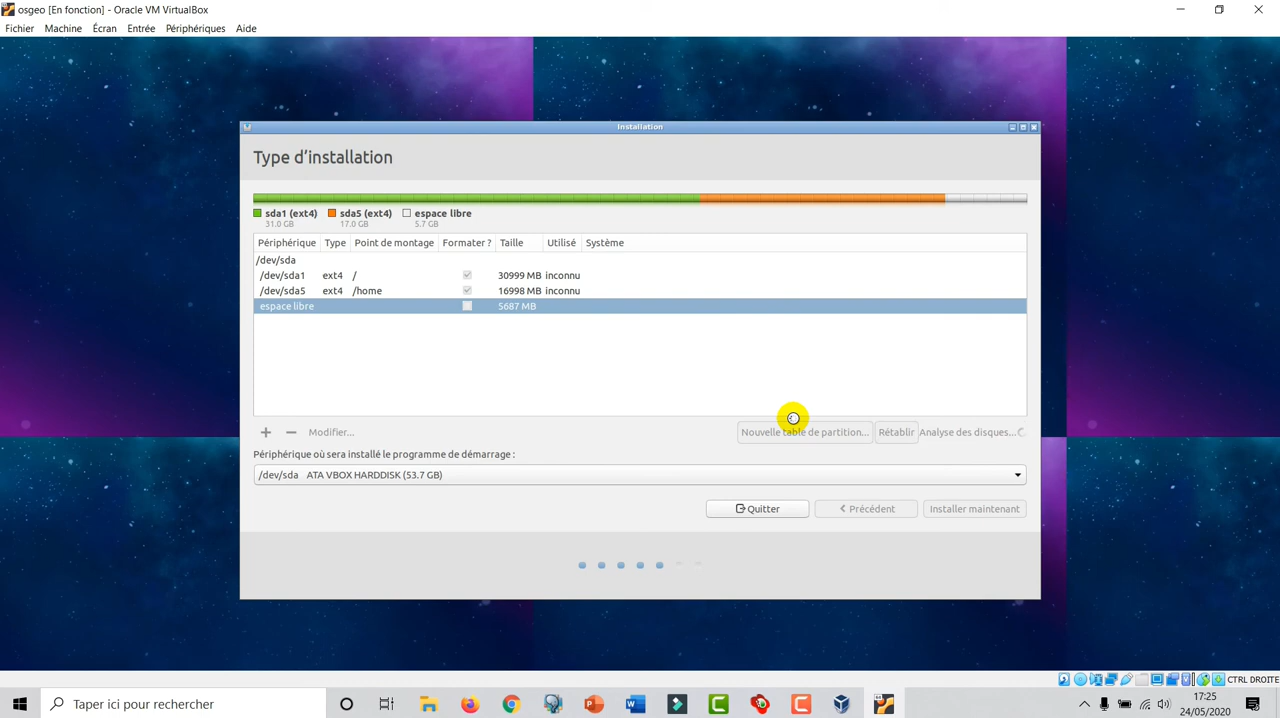 osgeo [En fonction] - Oracle VM VirtualBox
Fichier Machine Écran Entrée Périphériques Aide
Installation
Type d'installation
sda1 (ext4) sda5 (ext4) espace libre
31.0 GB 17.0 GB 5.7 GB
Périphérique Type Point de montage Formater ? Taille Utilisé Système
/dev/sda
/dev/sda1 ext4 / 30999 MB inconnu
/dev/sda5 ext4 /home 16998 MB inconnu
espace libre 5687 MB
+ − Modifier... Nouvelle table de partition... Rétablir Analyse des disques...
Périphérique où sera installé le programme de démarrage :
/dev/sda ATA VBOX HARDDISK (53.7 GB)
Quitter Précédent Installer maintenant
CTRL DROITE
Taper ici pour rechercher
17:25
24/05/2020